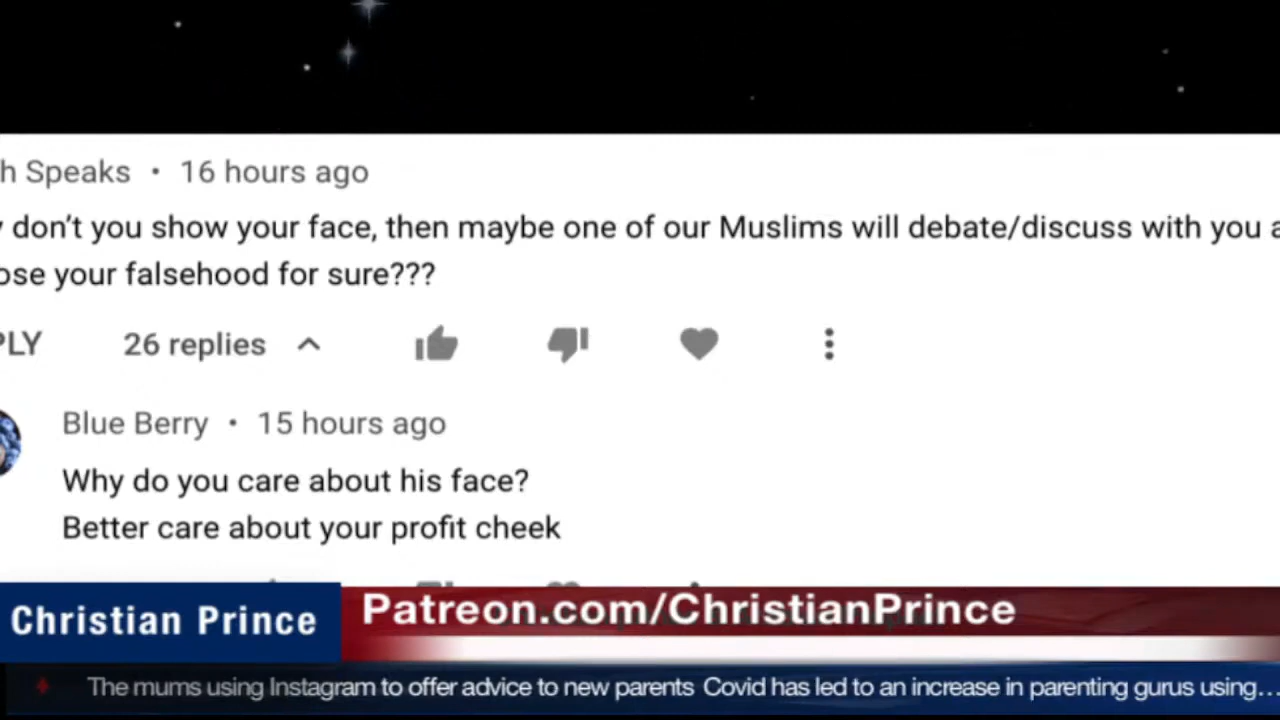 h Speaks • 16 hours ago
don't you show your face, then maybe one of our Muslims will debate/discuss with you a
ose your falsehood for sure???
PLY 26 replies
Blue Berry • 15 hours ago
Why do you care about his face?
Better care about your profit cheek
Christian Prince
Patreon.com/ChristianPrince
The mums using Instagram to offer advice to new parents Covid has led to an increase in parenting gurus using...